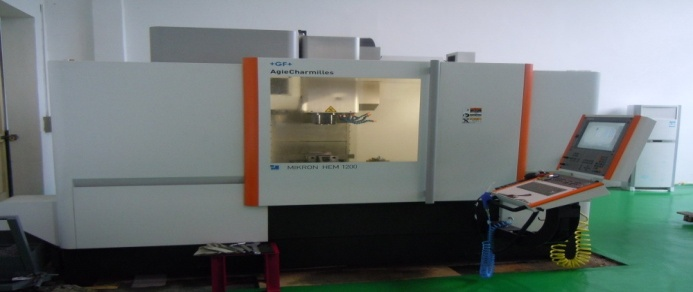 +GF+
AgieCharmilles
MIKRON HEM 1200